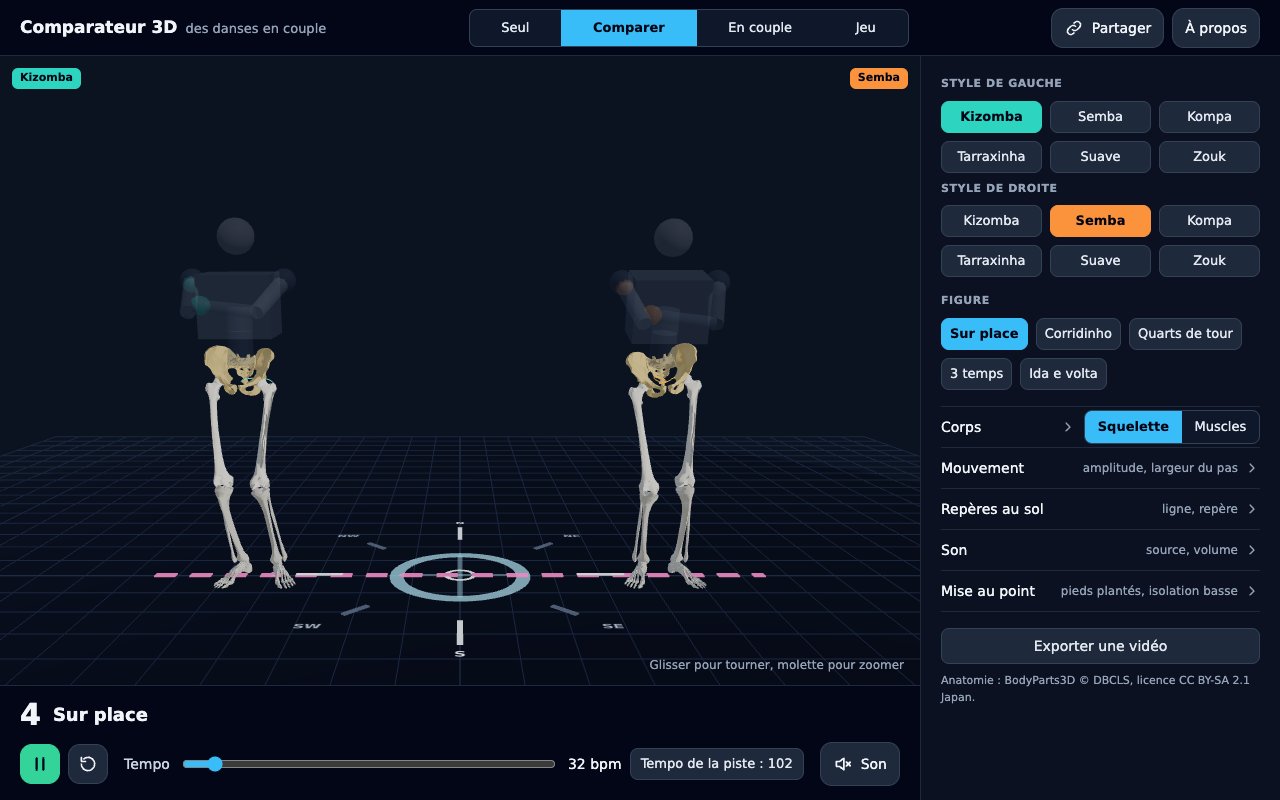 Comparateur 3D des danses en couple
Seul Comparer En couple Jeu
Partager À propos
Kizomba
Semba
STYLE DE GAUCHE
Kizomba Semba Kompa
Tarraxinha Suave Zouk
STYLE DE DROITE
Kizomba Semba Kompa
Tarraxinha Suave Zouk
FIGURE
Sur place Corridinho Quarts de tour
3 temps Ida e volta
Corps Squelette Muscles
Mouvement amplitude, largeur du pas
Repères au sol ligne, repère
Son source, volume
Mise au point pieds plantés, isolation basse
Exporter une vidéo
Anatomie : BodyParts3D © DBCLS, licence CC BY-SA 2.1
Japan.
N
NW NE
SW SE
S
Glisser pour tourner, molette pour zoomer
4 Sur place
Tempo 32 bpm Tempo de la piste : 102 Son